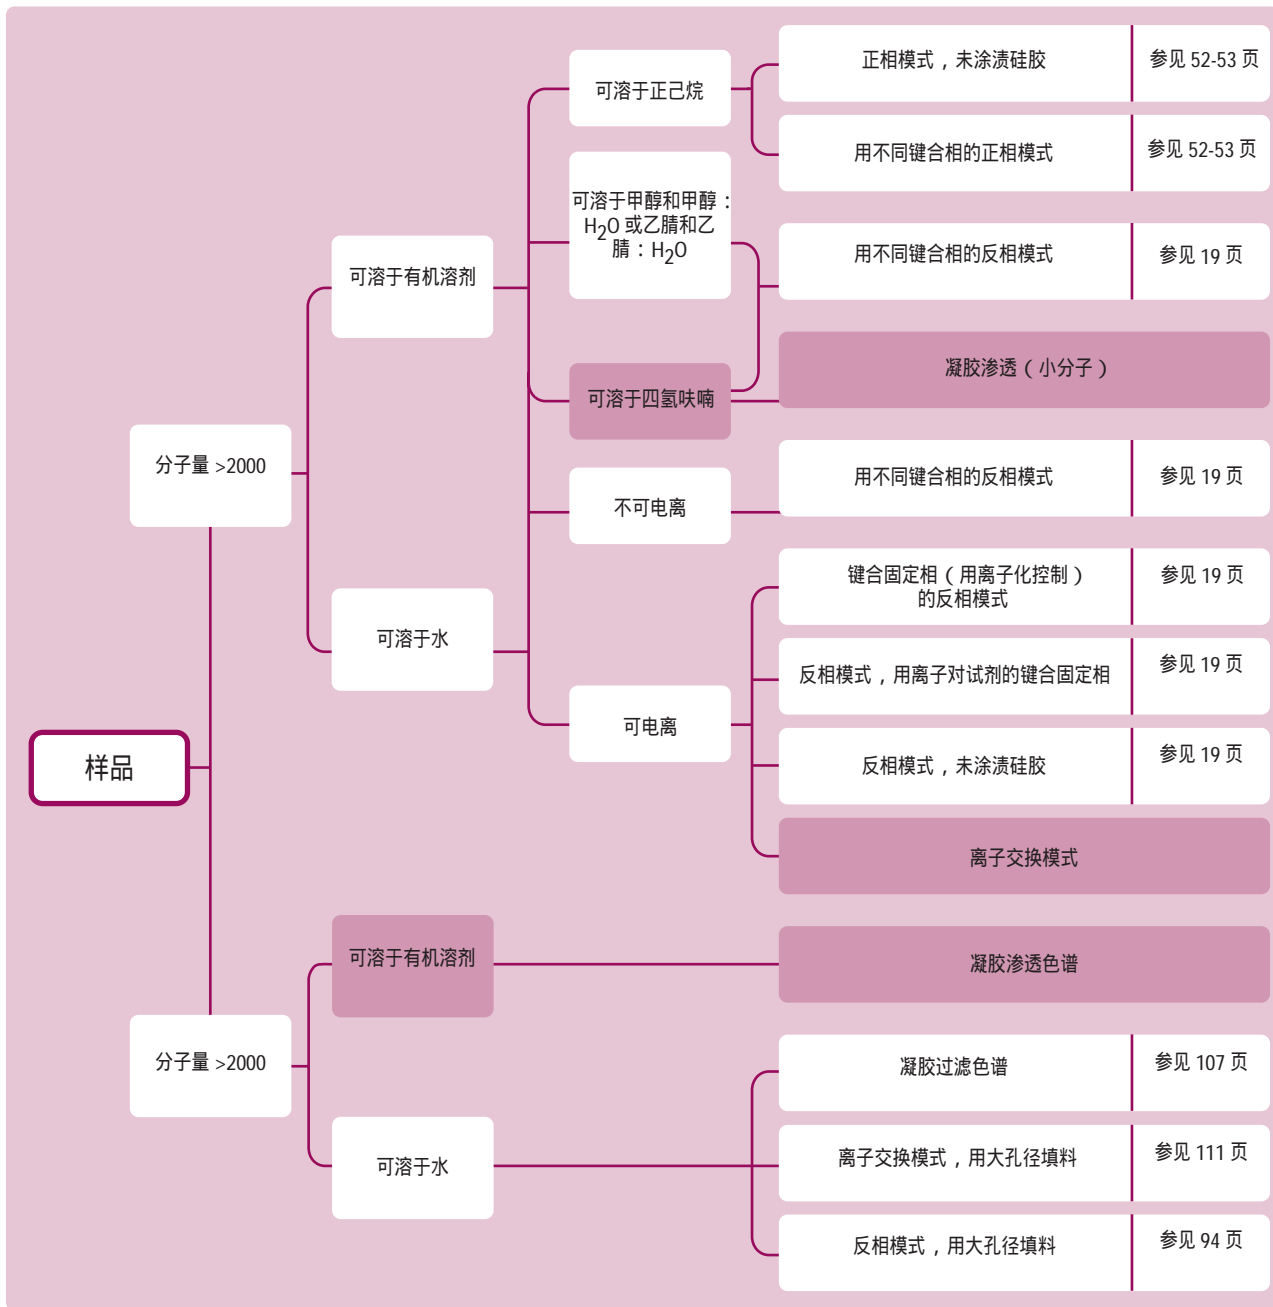 正相模式，未涂渍硅胶
参见 52-53 页
可溶于正己烷
用不同键合相的正相模式
参见 52-53 页
可溶于甲醇和甲醇：
H2O 或乙腈和乙
腈：H2O
用不同键合相的反相模式
参见 19 页
可溶于有机溶剂
凝胶渗透（小分子）
可溶于四氢呋喃
分子量 >2000
用不同键合相的反相模式
参见 19 页
不可电离
键合固定相（用离子化控制）
的反相模式
参见 19 页
可溶于水
反相模式，用离子对试剂的键合固定相
参见 19 页
可电离
反相模式，未涂渍硅胶
参见 19 页
样品
离子交换模式
可溶于有机溶剂
凝胶渗透色谱
分子量 >2000
凝胶过滤色谱
参见 107 页
可溶于水
离子交换模式，用大孔径填料
参见 111 页
反相模式，用大孔径填料
参见 94 页